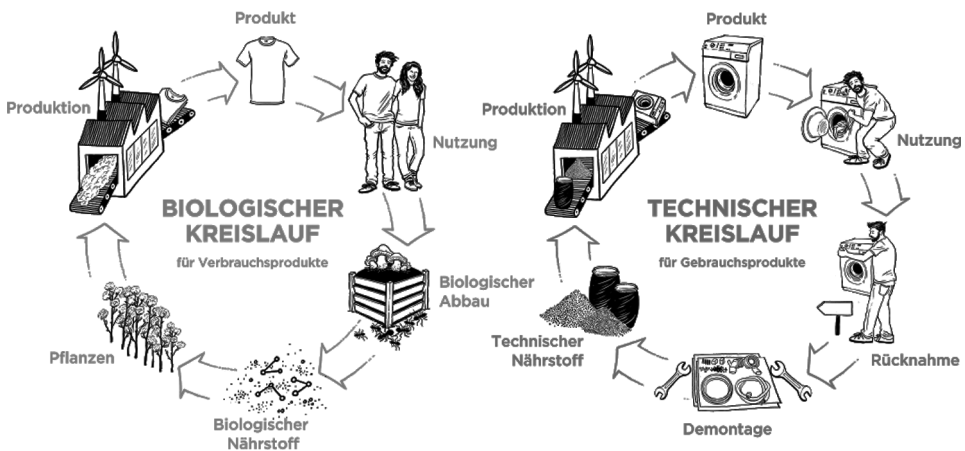 Produkt
Produktion
Nutzung
BIOLOGISCHER
KREISLAUF
für Verbrauchsprodukte
Biologischer
Abbau
Pflanzen
Biologischer
Nährstoff
Produkt
Produktion
Nutzung
TECHNISCHER
KREISLAUF
für Gebrauchsprodukte
Technischer
Nährstoff
Rücknahme
Demontage